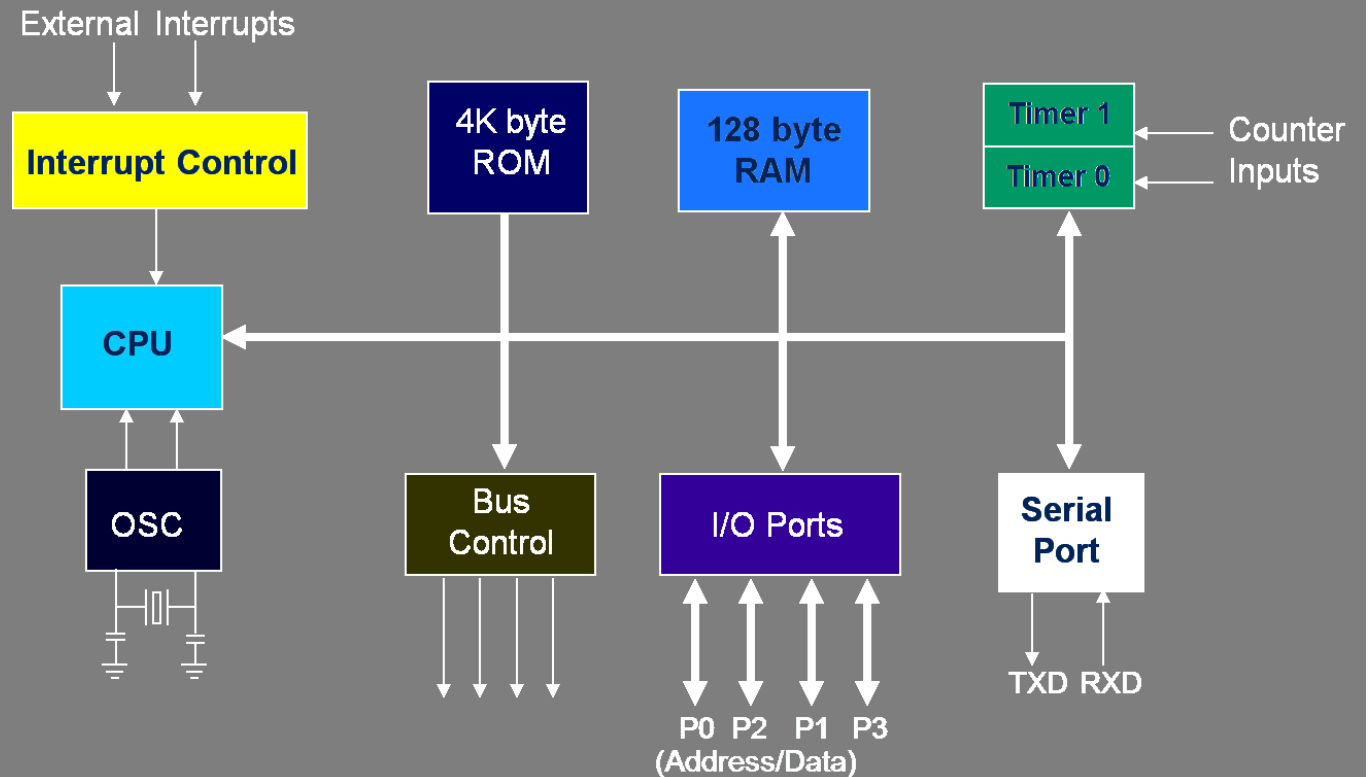 External Interrupts
Interrupt Control
4K byte
ROM
128 byte
RAM
Timer 1
Timer 0
Counter
Inputs
CPU
OSC
Bus
Control
I/O Ports
Serial
Port
TXD RXD
P0 P2 P1 P3
(Address/Data)